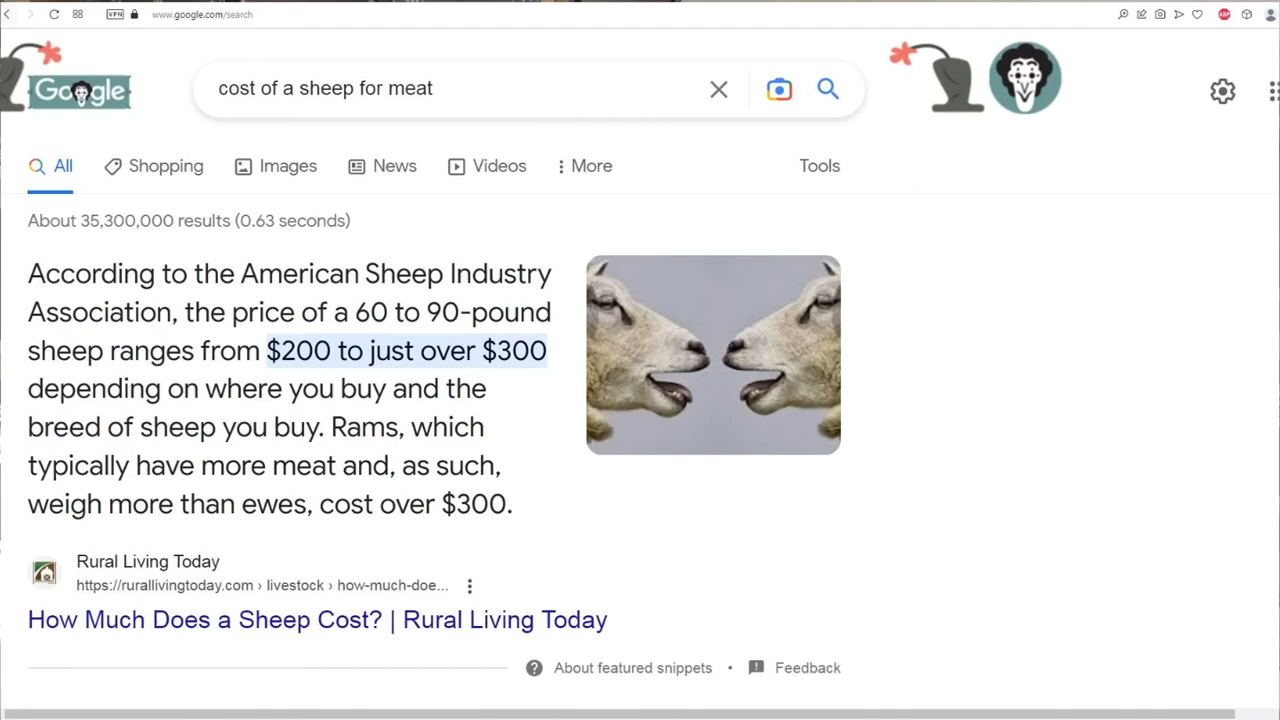 VPN www.google.com/search ABP
Google
cost of a sheep for meat
All Shopping Images News Videos More Tools
About 35,300,000 results (0.63 seconds)
According to the American Sheep Industry
Association, the price of a 60 to 90-pound
sheep ranges from $200 to just over $300
depending on where you buy and the
breed of sheep you buy. Rams, which
typically have more meat and, as such,
weigh more than ewes, cost over $300.
Rural Living Today
https://rurallivingtoday.com › livestock › how-much-doe...
How Much Does a Sheep Cost? | Rural Living Today
About featured snippets • Feedback